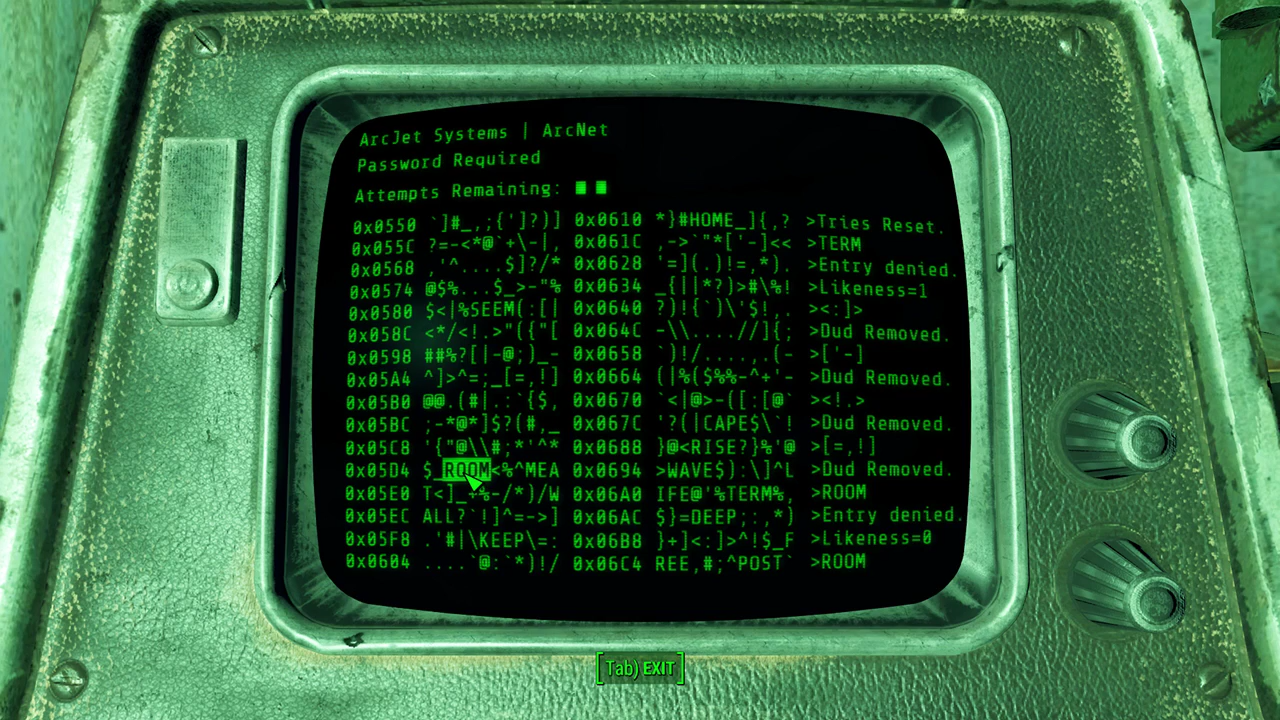 ArcJet Systems | ArcNet
Password Required
Attempts Remaining: ■ ■
0x0550 `]#_,;{']?)] 0x0610 *}#HOME_]{,? >Tries Reset.
0x055C ?=-<*@`+\-|, 0x061C ,->`"*['-]<< >TERM
0x0568 ,'^....$]?/* 0x0628 '=](.)!=,*). >Entry denied.
0x0574 @$%...$_>-"% 0x0634 _{||*?)>#\%! >Likeness=1
0x0580 $<|%SEEM(:[| 0x0640 ?)!{`)\'$!,. ><:]>
0x058C <*/<!.>"({"[ 0x064C -\\....//]{; >Dud Removed.
0x0598 ##%?[|-@;)_- 0x0658 `)!/....,.(- >['-]
0x05A4 ^]>^=;_[=,!] 0x0664 (|%($%%-^+'- >Dud Removed.
0x05B0 @@.(#|.:`{$, 0x0670 `<|@>-([:[@` ><!.>
0x05BC ;-*@*]$?(#,_ 0x067C '?(|CAPE$\`! >Dud Removed.
0x05C8 '{"@\\#;*'^* 0x0688 }@<RISE?}%'@ >[=,!]
0x05D4 $_ROOM<%^MEA 0x0694 >WAVE$):\]^L >Dud Removed.
0x05E0 T<]_+%-/*)/W 0x06A0 IFE@'%TERM%, >ROOM
0x05EC ALL?`!]^=->] 0x06AC $}=DEEP;:,*) >Entry denied.
0x05F8 .'#|\KEEP\=: 0x06B8 }+]<:]>^!$_F >Likeness=0
0x0604 ....`@:`*)!/ 0x06C4 REE,#;^POST` >ROOM
[Tab) EXIT]